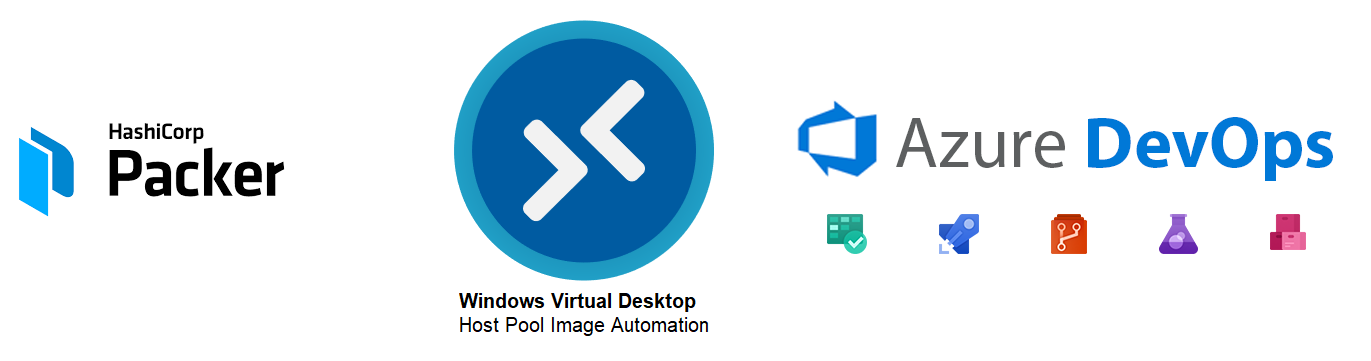 HashiCorp
Packer
Windows Virtual Desktop
Host Pool Image Automation
Azure DevOps